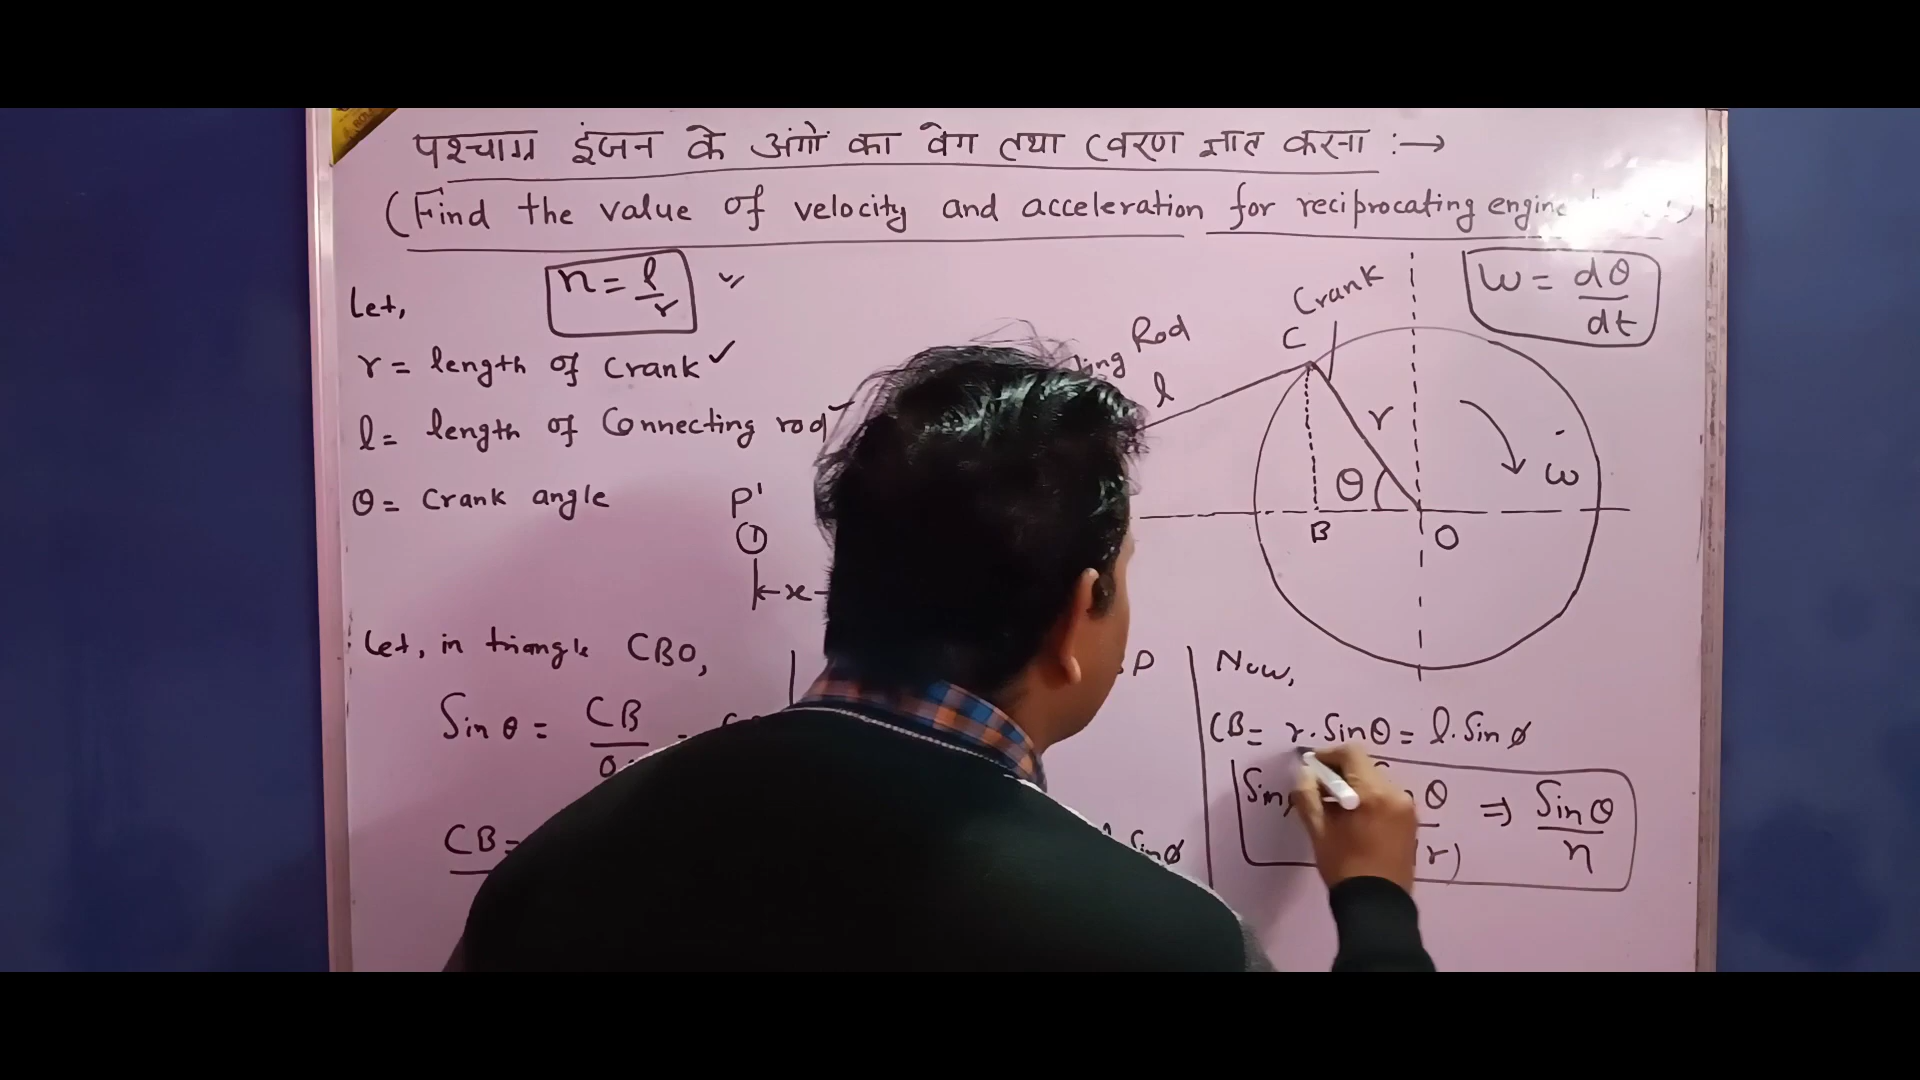 पश्चाग्र इंजन के अंगों का वेग तथा त्वरण ज्ञात करना :→
(Find the value of velocity and acceleration for reciprocating engine
Let,
n = l/r
ω = dθ/dt
r = length of Crank ✓
l = length of Connecting rod
θ = Crank angle
Crank
Rod
C
l
r
θ
ω
B
O
P'
x
Let, in triangle CBO,
Sin θ = CB
CB =
P
Sinø
Now,
CB = r. Sinθ = l. Sin ø
θ ⇒ Sinθ/n
r)